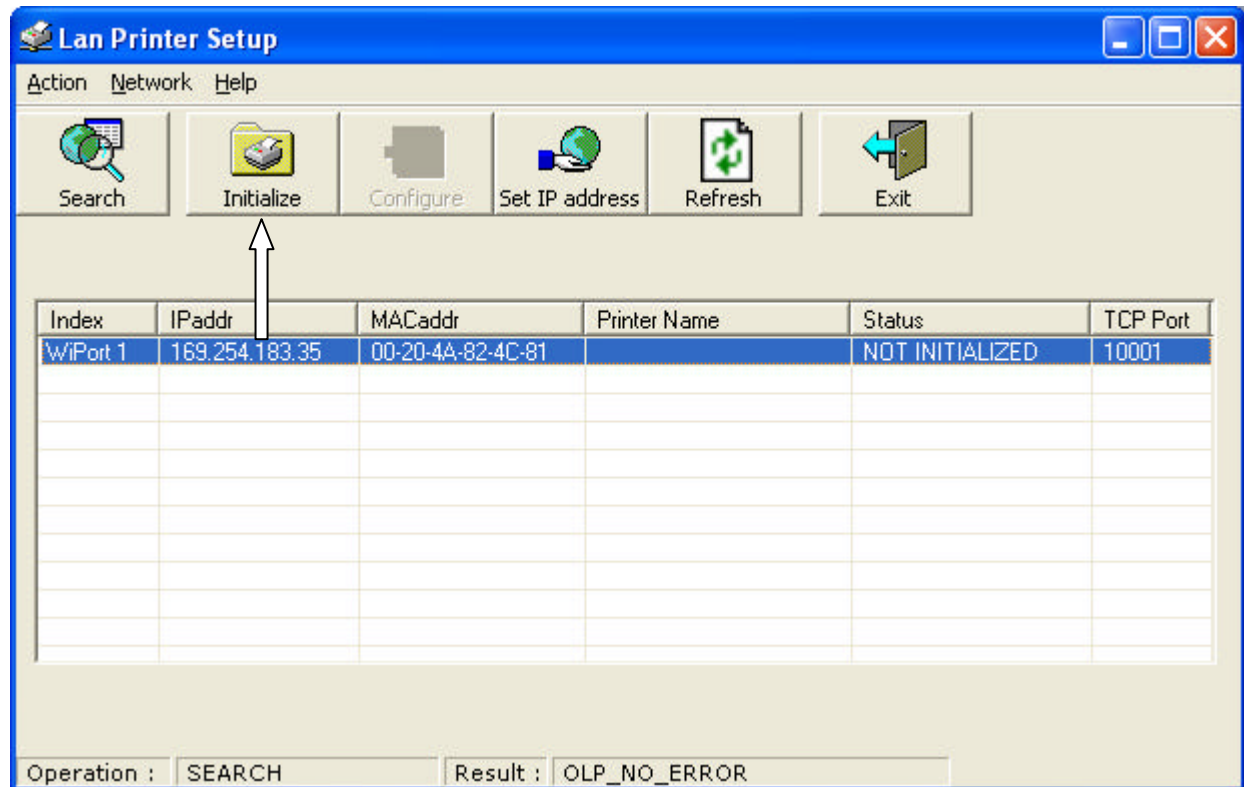 Lan Printer Setup
Action Network Help
Search Initialize Configure Set IP address Refresh Exit
Index IPaddr MACaddr Printer Name Status TCP Port
WiPort 1 169.254.183.35 00-20-4A-82-4C-81 NOT INITIALIZED 10001
Operation : SEARCH Result : OLP_NO_ERROR